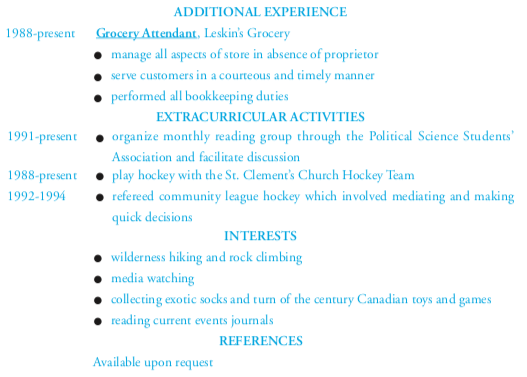 ADDITIONAL EXPERIENCE
1988-present Grocery Attendant, Leskin's Grocery
● manage all aspects of store in absence of proprietor
● serve customers in a courteous and timely manner
● performed all bookkeeping duties
EXTRACURRICULAR ACTIVITIES
1991-present ● organize monthly reading group through the Political Science Students'
Association and facilitate discussion
1988-present ● play hockey with the St. Clement's Church Hockey Team
1992-1994 ● refereed community league hockey which involved mediating and making
quick decisions
INTERESTS
● wilderness hiking and rock climbing
● media watching
● collecting exotic socks and turn of the century Canadian toys and games
● reading current events journals
REFERENCES
Available upon request